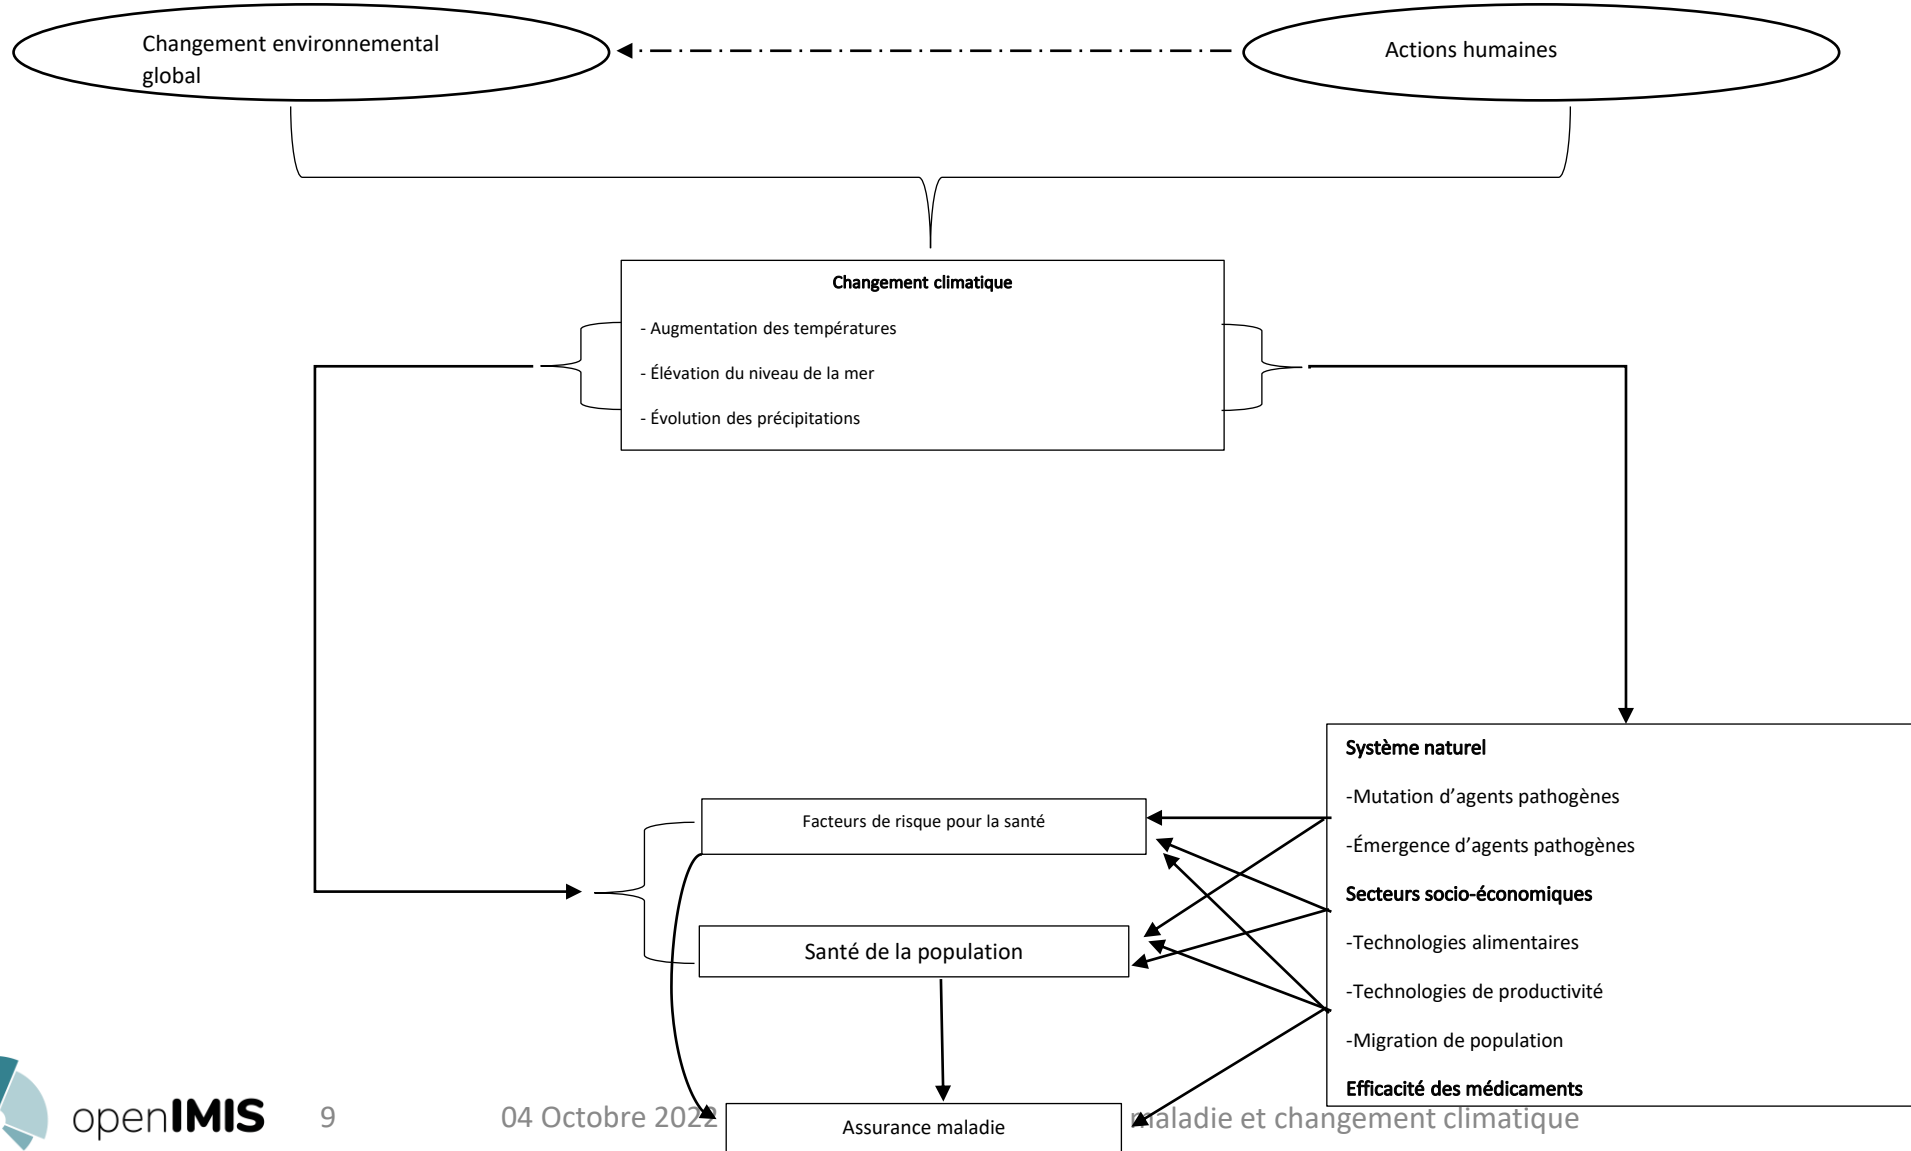 Changement environnemental
global
Actions humaines
Changement climatique
- Augmentation des températures
- Élévation du niveau de la mer
- Évolution des précipitations
Système naturel
-Mutation d'agents pathogènes
-Émergence d'agents pathogènes
Secteurs socio-économiques
-Technologies alimentaires
-Technologies de productivité
-Migration de population
Efficacité des médicaments
Facteurs de risque pour la santé
Santé de la population
Assurance maladie
openIMIS
9
04 Octobre 2022
maladie et changement climatique